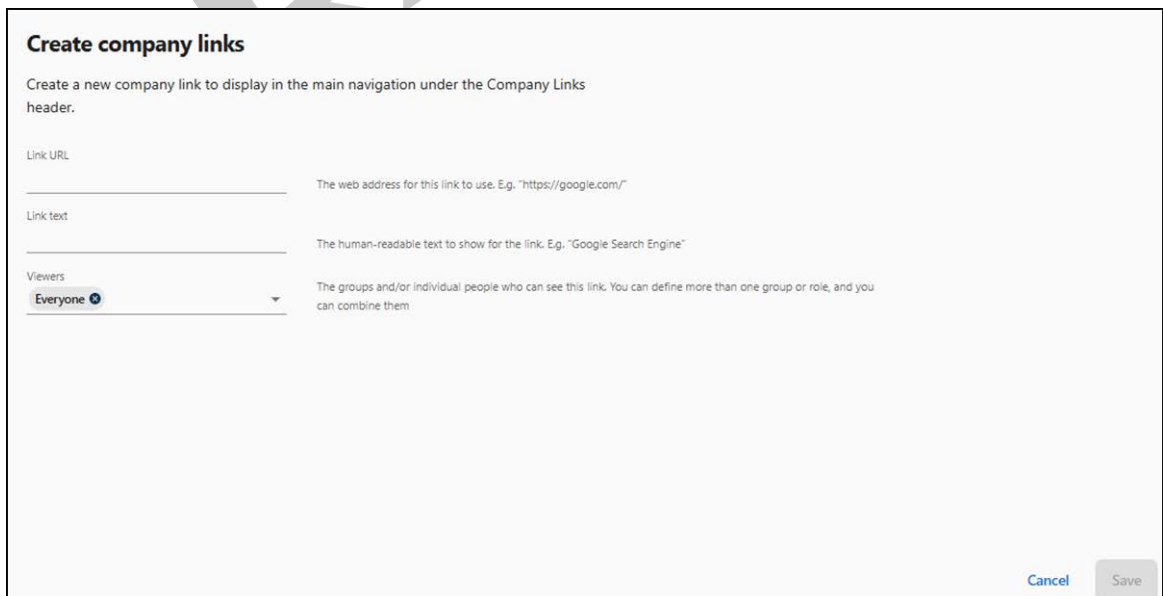 Create company links
Create a new company link to display in the main navigation under the Company Links
header.
Link URL
The web address for this link to use. E.g. "https://google.com/"
Link text
The human-readable text to show for the link. E.g. "Google Search Engine"
Viewers
Everyone
The groups and/or individual people who can see this link. You can define more than one group or role, and you
can combine them
Cancel Save